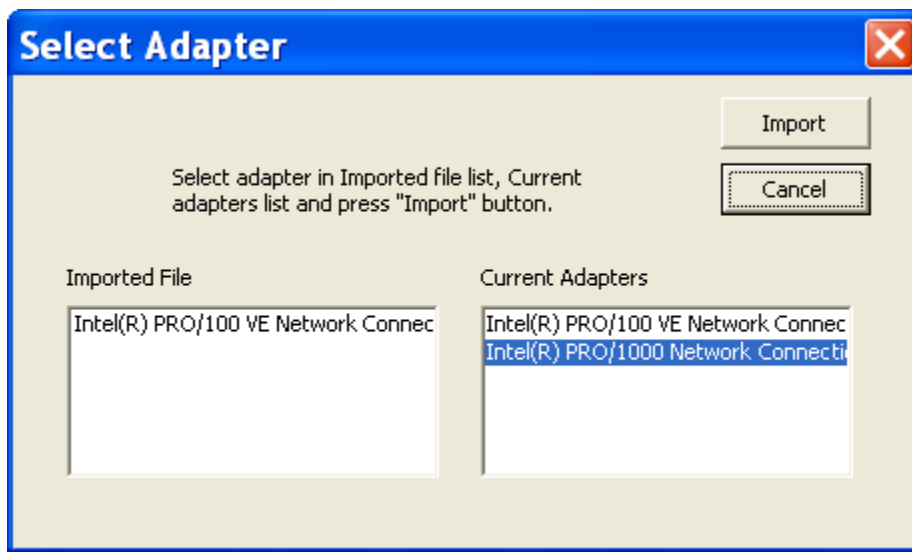 Select Adapter
Import
Select adapter in Imported file list, Current
adapters list and press "Import" button.
Cancel
Imported File
Current Adapters
Intel(R) PRO/100 VE Network Connec
Intel(R) PRO/100 VE Network Connec
Intel(R) PRO/1000 Network Connecti